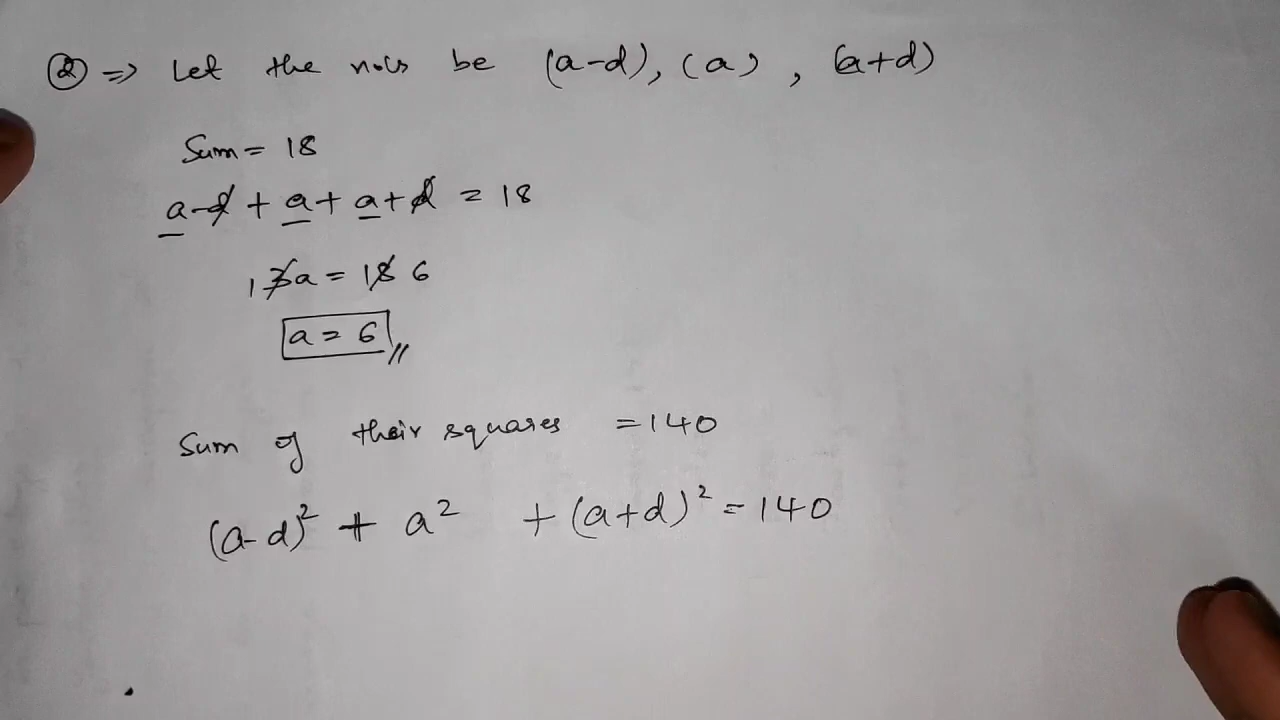 ② => Let the no.s be (a-d), (a), (a+d)
Sum = 18
a-d + a + a+d = 18
1 3a = 18 6
a = 6 //
Sum of their squares = 140
(a-d)² + a² + (a+d)² = 140